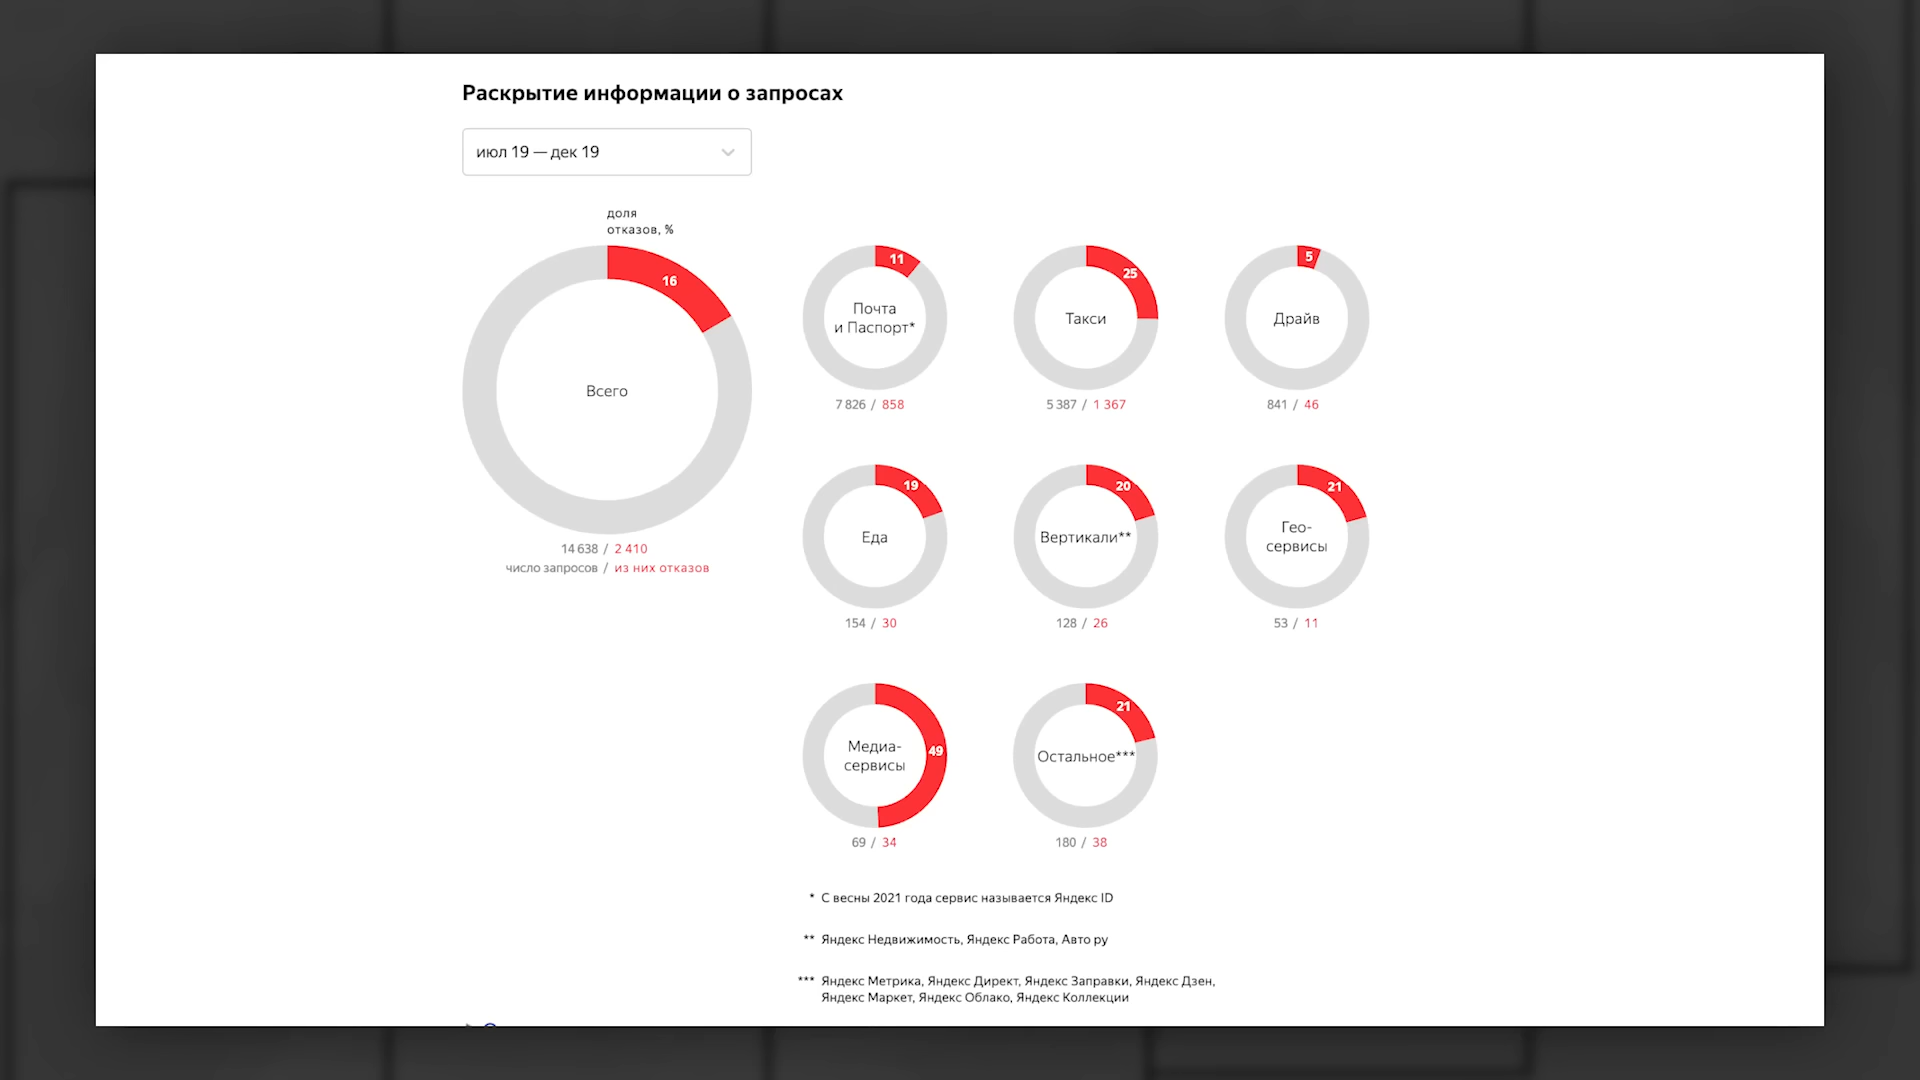 Раскрытие информации о запросах
июл 19 — дек 19
доля
отказов, %
16
Всего
14 638 / 2 410
число запросов / из них отказов
11
Почта
и Паспорт*
7 826 / 858
25
Такси
5 387 / 1 367
5
Драйв
841 / 46
19
Еда
154 / 30
20
Вертикали**
128 / 26
21
Гео-
сервисы
53 / 11
49
Медиа-
сервисы
69 / 34
21
Остальное***
180 / 38
* С весны 2021 года сервис называется Яндекс ID
** Яндекс Недвижимость, Яндекс Работа, Авто ру
*** Яндекс Метрика, Яндекс Директ, Яндекс Заправки, Яндекс Дзен,
Яндекс Маркет, Яндекс Облако, Яндекс Коллекции